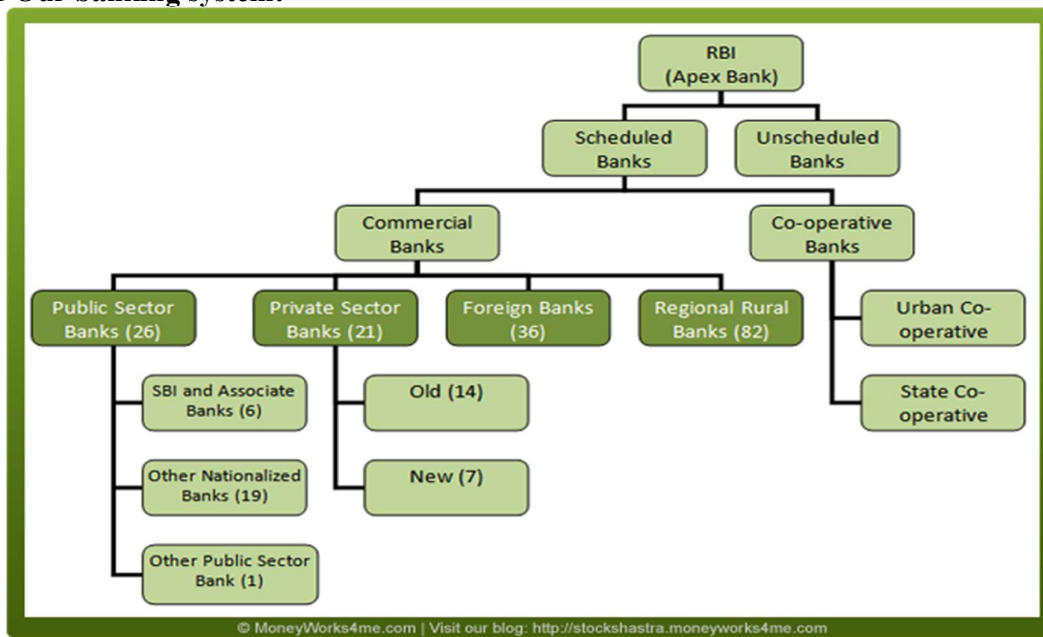 Our banking system:
RBI
(Apex Bank)
Scheduled
Banks
Unscheduled
Banks
Commercial
Banks
Co-operative
Banks
Public Sector
Banks (26)
Private Sector
Banks (21)
Foreign Banks
(36)
Regional Rural
Banks (82)
Urban Co-
operative
SBI and Associate
Banks (6)
Old (14)
State Co-
operative
Other Nationalized
Banks (19)
New (7)
Other Public Sector
Bank (1)
© MoneyWorks4me.com | Visit our blog: http://stockshastra.moneyworks4me.com